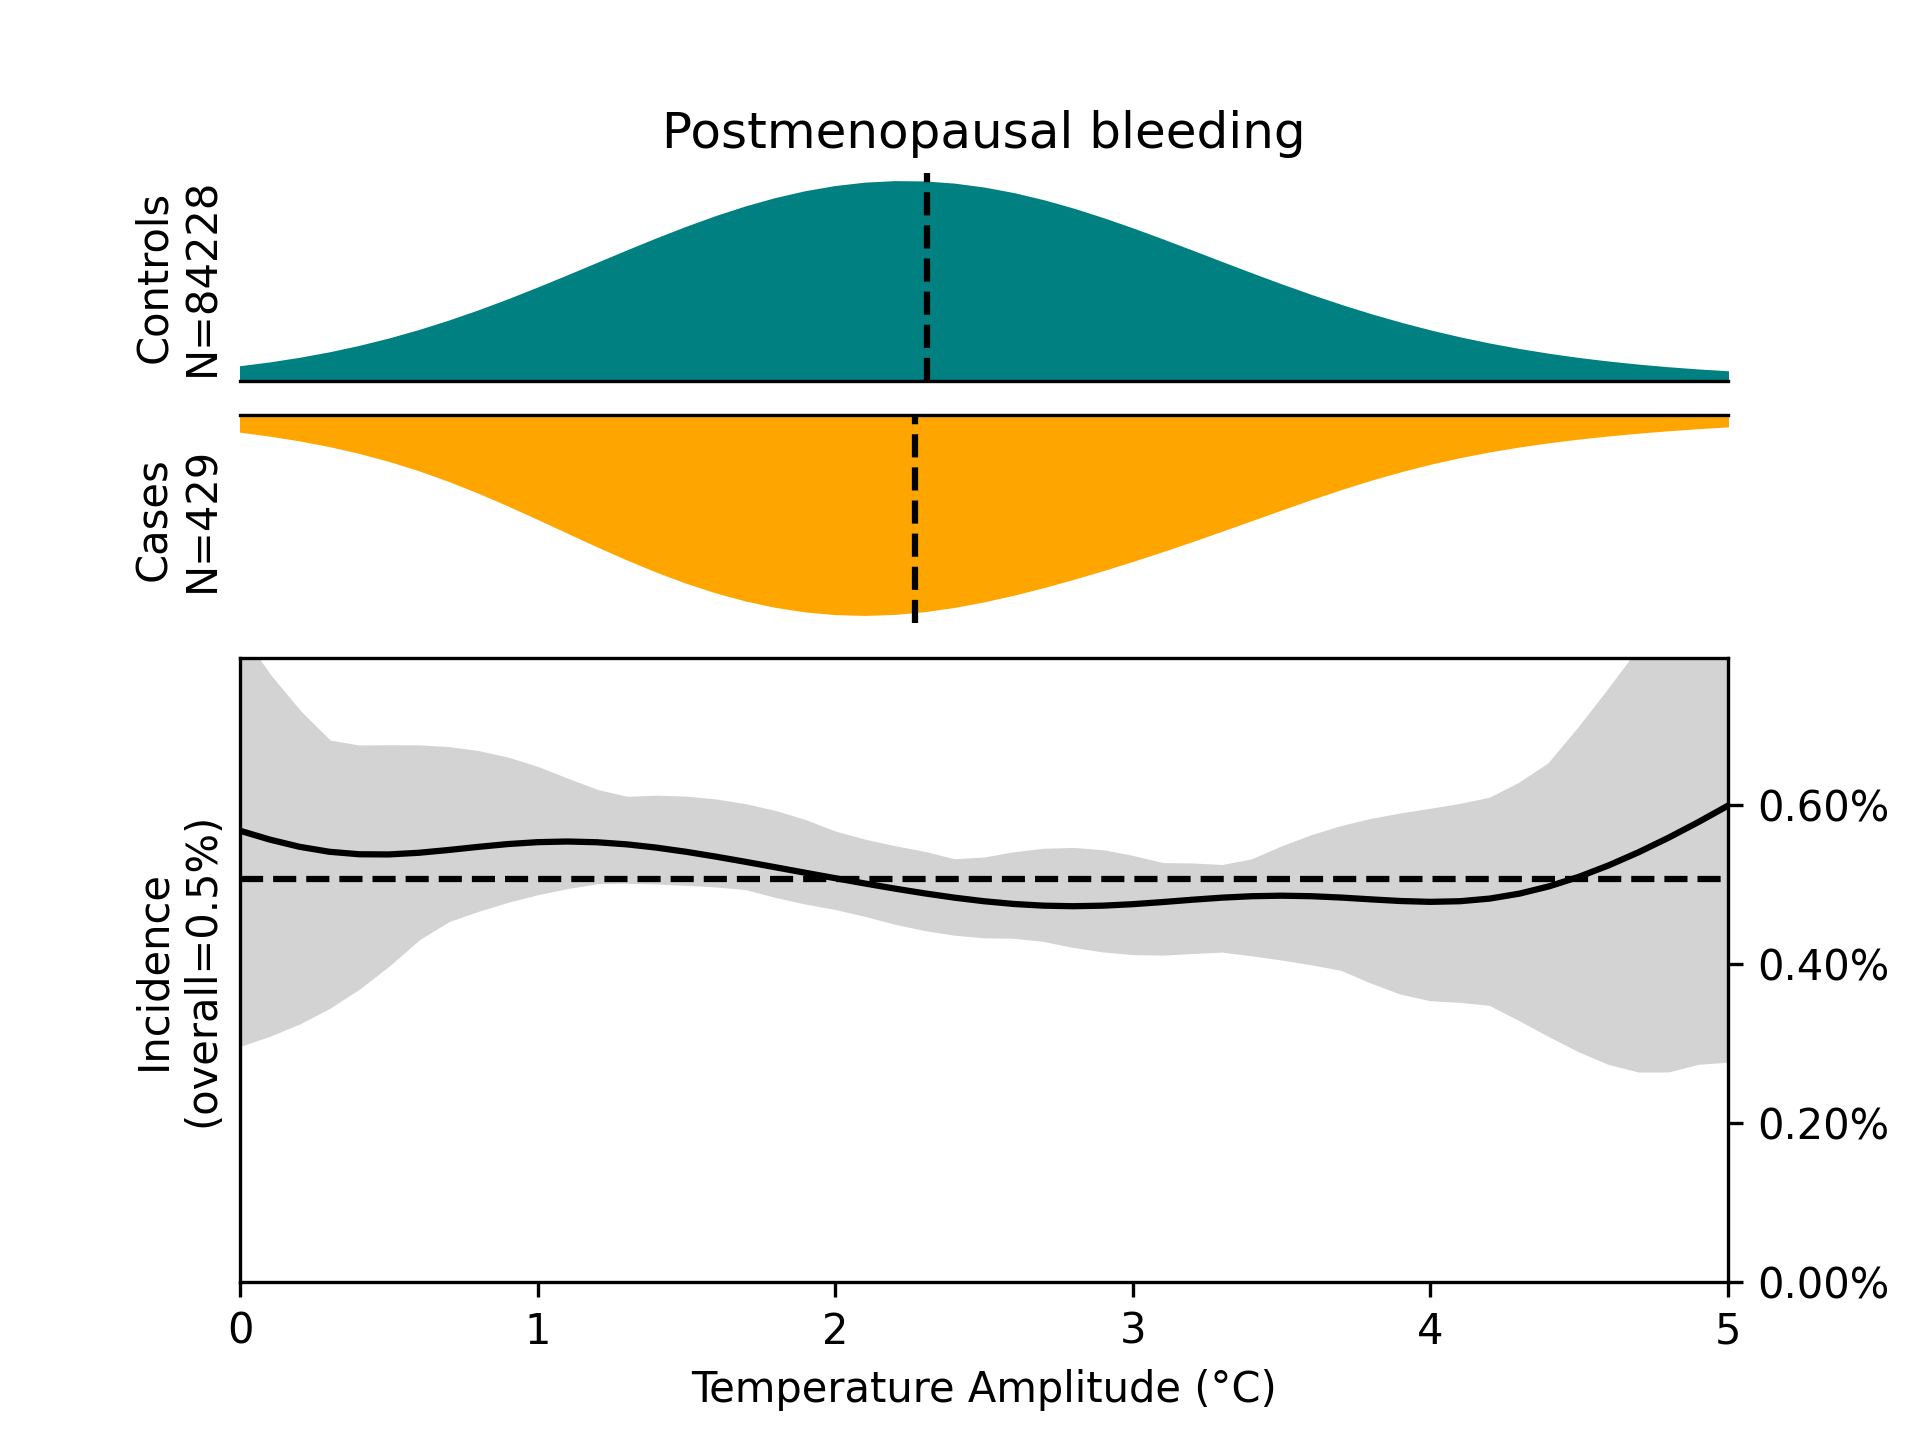 Postmenopausal bleeding
Controls
N=84228
Cases
N=429
Incidence
(overall=0.5%)
0.60%
0.40%
0.20%
0.00%
0
1
2
3
4
5
Temperature Amplitude (°C)